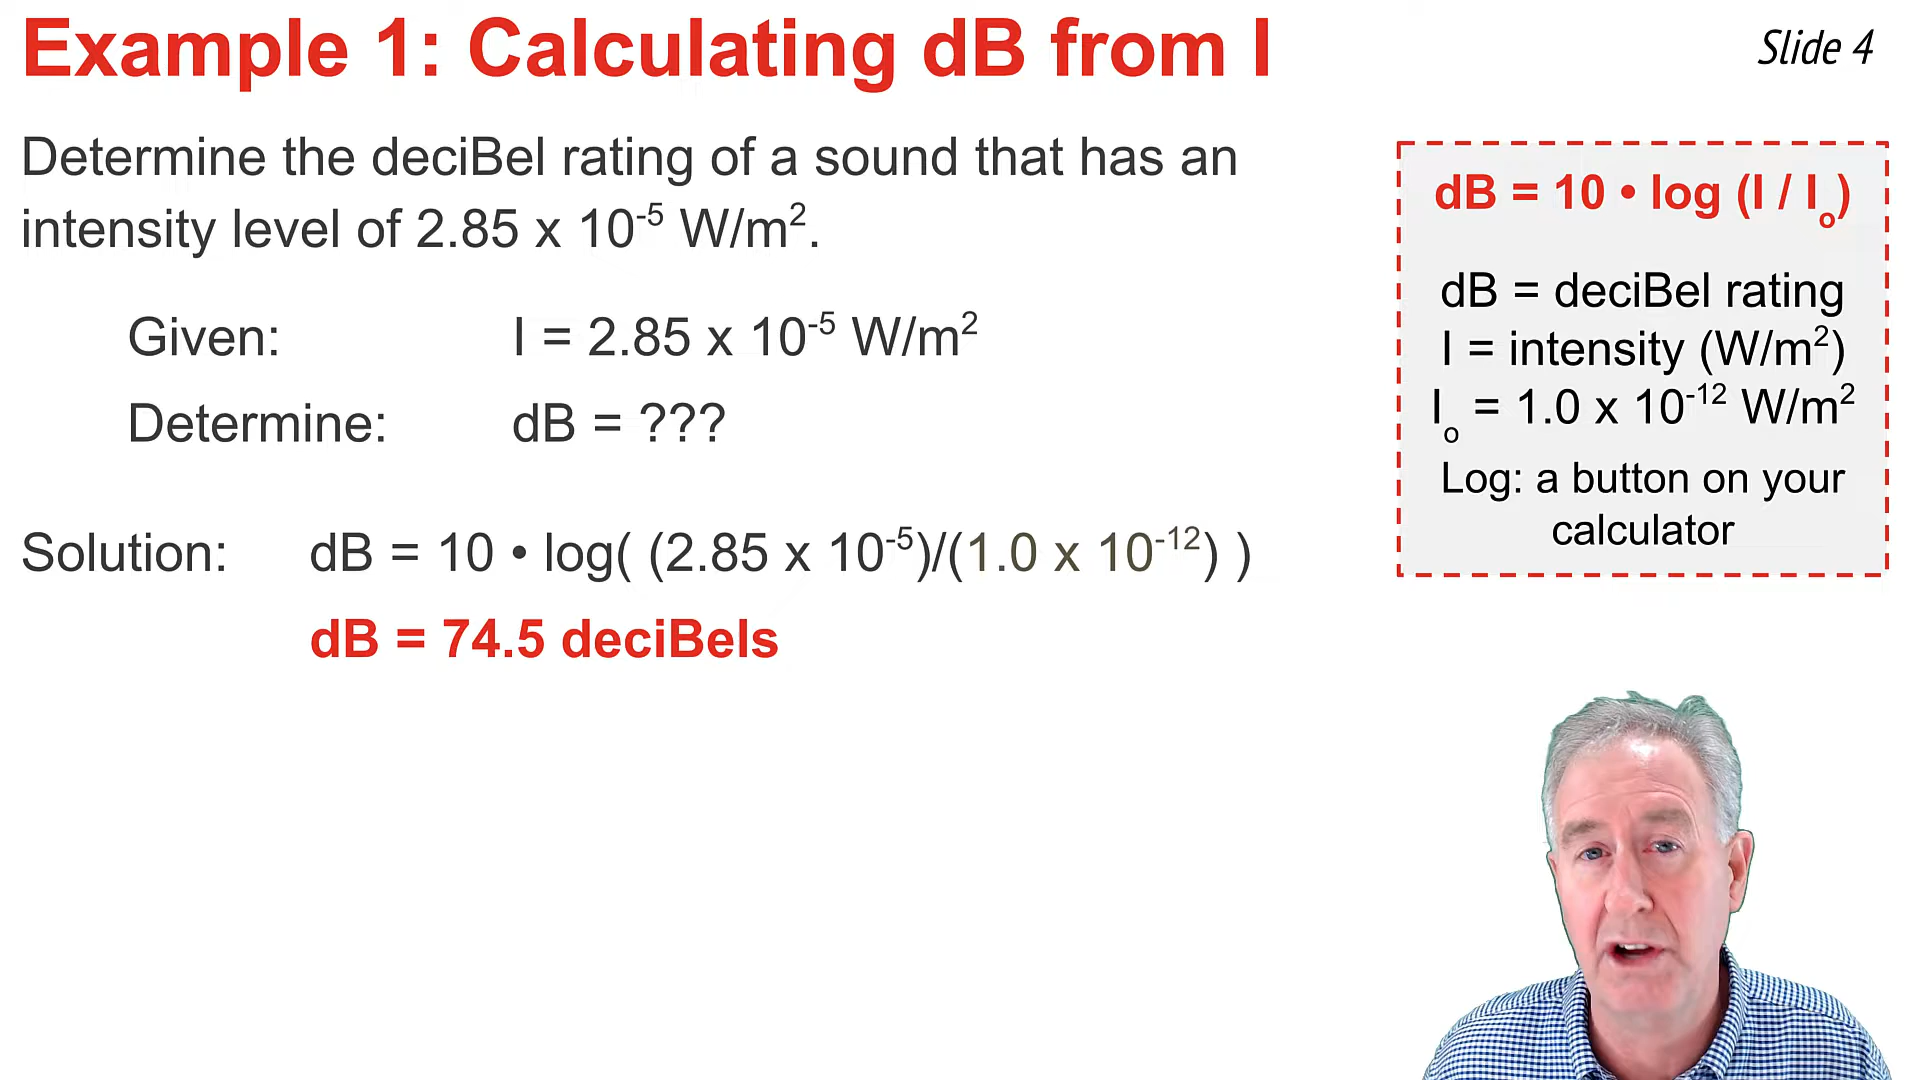 Example 1: Calculating dB from I
Slide 4
Determine the deciBel rating of a sound that has an
intensity level of 2.85 x 10⁻⁵ W/m².
Given: I = 2.85 x 10⁻⁵ W/m²
Determine: dB = ???
Solution: dB = 10 • log( (2.85 x 10⁻⁵)/(1.0 x 10⁻¹²) )
dB = 74.5 deciBels
dB = 10 • log (I / Iₒ)
dB = deciBel rating
I = intensity (W/m²)
Iₒ = 1.0 x 10⁻¹² W/m²
Log: a button on your
calculator